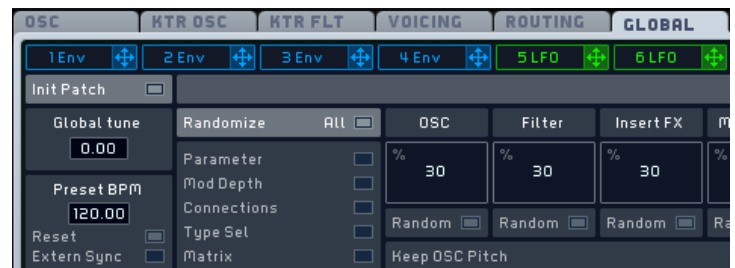 OSC KTR OSC KTR FLT VOICING ROUTING GLOBAL
1 Env 2 Env 3 Env 4 Env 5 LFO 6 LFO
Init Patch
Global tune Randomize All OSC Filter Insert FX
0.00 Parameter % 30 % 30 % 30 %
Preset BPM Mod Depth
120.00 Connections Random Random Random
Reset Type Sel
Extern Sync Matrix Keep OSC Pitch